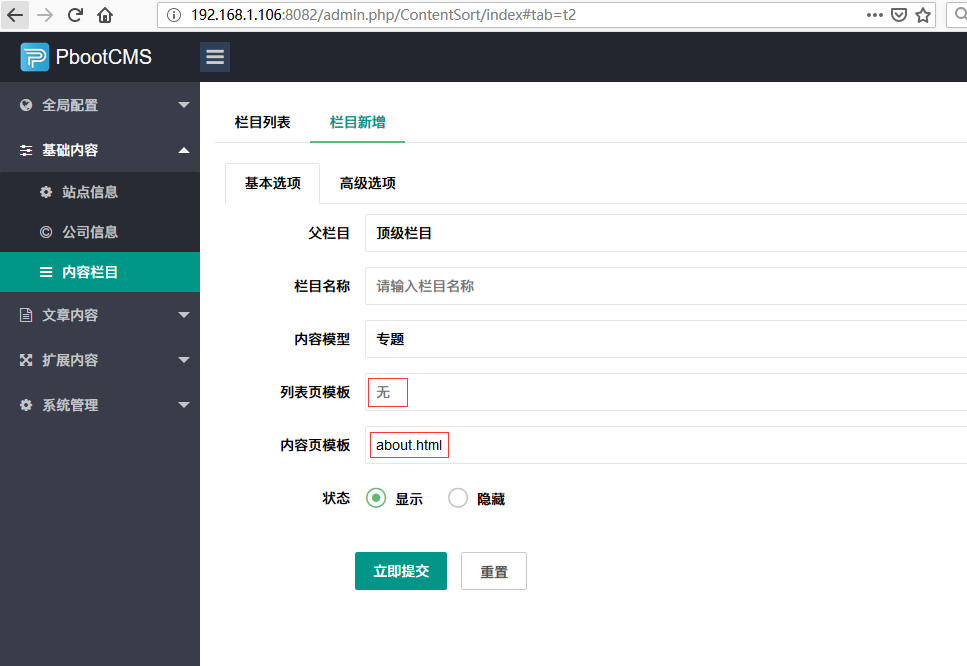 192.168.1.106:8082/admin.php/ContentSort/index#tab=t2
PbootCMS
全局配置
基础内容
站点信息
公司信息
内容栏目
文章内容
扩展内容
系统管理
栏目列表 栏目新增
基本选项 高级选项
父栏目 顶级栏目
栏目名称 请输入栏目名称
内容模型 专题
列表页模板 无
内容页模板 about.html
状态 显示 隐藏
立即提交 重置